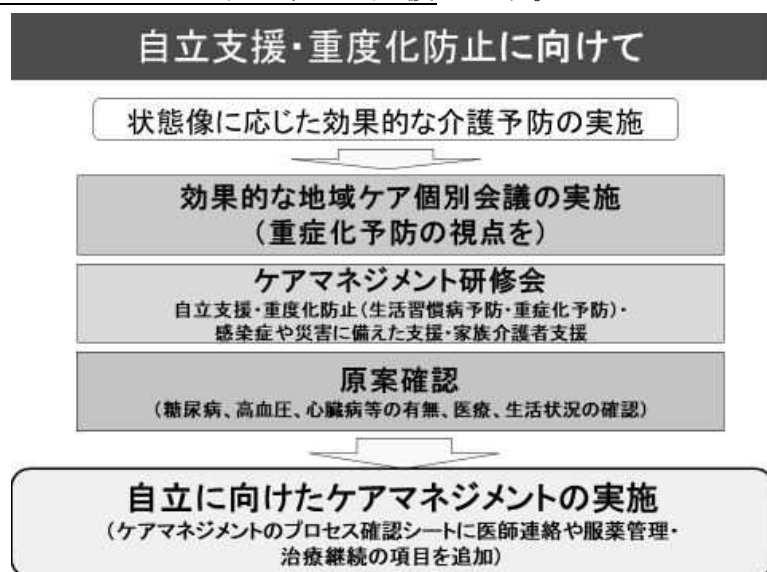 自立支援・重度化防止に向けて
状態像に応じた効果的な介護予防の実施
効果的な地域ケア個別会議の実施
（重症化予防の視点を）
ケアマネジメント研修会
自立支援・重度化防止（生活習慣病予防・重症化予防）・
感染症や災害に備えた支援・家族介護者支援
原案確認
（糖尿病、高血圧、心臓病等の有無、医療、生活状況の確認）
自立に向けたケアマネジメントの実施
（ケアマネジメントのプロセス確認シートに医師連絡や服薬管理・
治療継続の項目を追加）